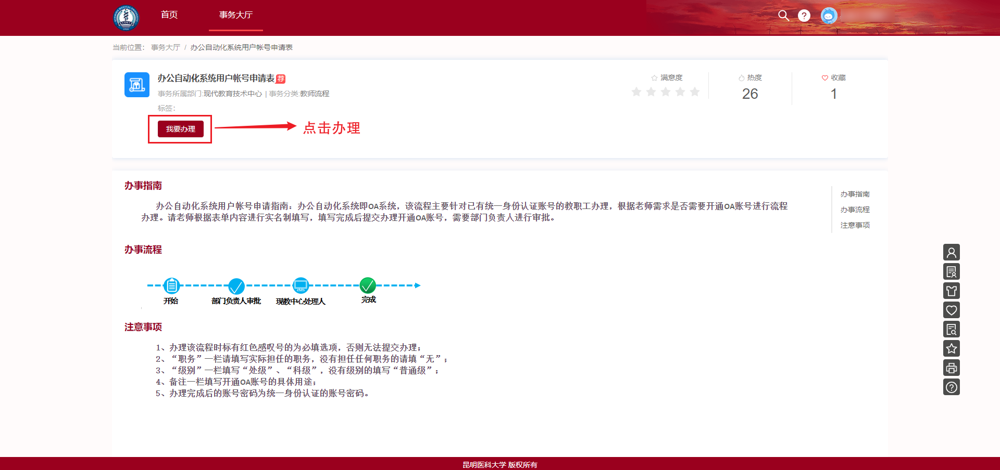 首页
事务大厅
?
当前位置： 事务大厅 / 办公自动化系统用户帐号申请表
办公自动化系统用户帐号申请表 荐
事务所属部门:现代教育技术中心 | 事务分类:教师流程
标签：
我要办理
点击办理
满意度
热度
26
收藏
1
办事指南
办公自动化系统用户帐号申请指南：办公自动化系统即OA系统，该流程主要针对已有统一身份认证账号的教职工办理，根据老师需求是否需要开通OA账号进行流程
办理。请老师根据表单内容进行实名制填写，填写完成后提交办理开通OA账号，需要部门负责人进行审批。
办事指南
办事流程
注意事项
办事流程
开始
部门负责人审批
现教中心处理人
完成
注意事项
1、办理该流程时标有红色感叹号的为必填选项，否则无法提交办理；
2、“职务”一栏请填写实际担任的职务，没有担任任何职务的请填“无”；
3、“级别”一栏填写“处级”、“科级”，没有级别的填写“普通级”；
4、备注一栏填写开通OA账号的具体用途；
5、办理完成后的账号密码为统一身份认证的账号密码。
昆明医科大学 版权所有